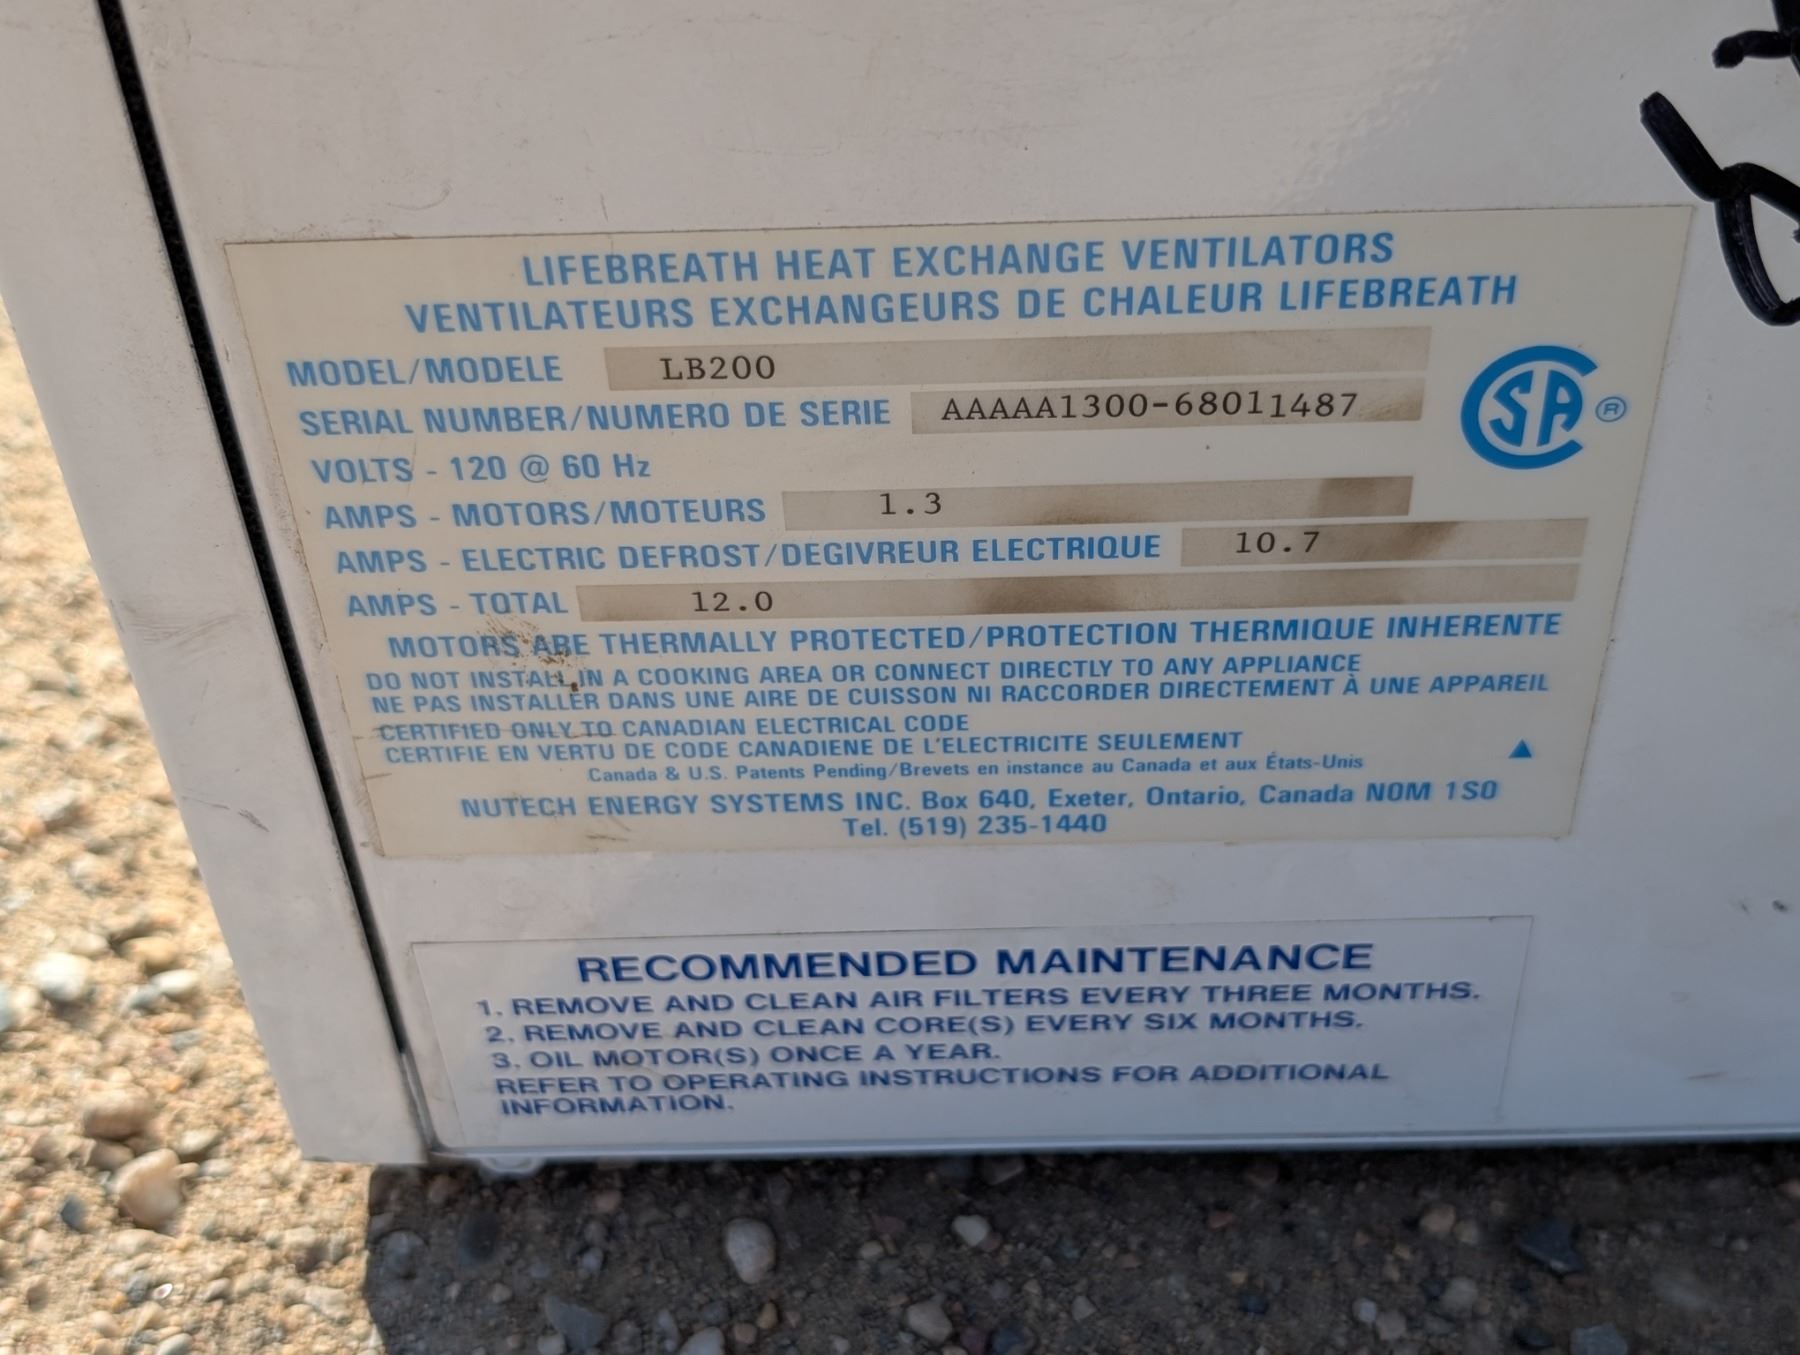 LIFEBREATH HEAT EXCHANGE VENTILATORS
VENTILATEURS EXCHANGEURS DE CHALEUR LIFEBREATH
MODEL/MODELE LB200
SERIAL NUMBER/NUMERO DE SERIE AAAAA1300-68011487
VOLTS - 120 @ 60 Hz
AMPS - MOTORS/MOTEURS 1.3
AMPS - ELECTRIC DEFROST/DEGIVREUR ELECTRIQUE 10.7
AMPS - TOTAL 12.0
SA ®
MOTORS ARE THERMALLY PROTECTED/PROTECTION THERMIQUE INHERENTE
DO NOT INSTALL IN A COOKING AREA OR CONNECT DIRECTLY TO ANY APPLIANCE
NE PAS INSTALLER DANS UNE AIRE DE CUISSON NI RACCORDER DIRECTEMENT À UNE APPAREIL
CERTIFIED ONLY TO CANADIAN ELECTRICAL CODE
CERTIFIE EN VERTU DE CODE CANADIENE DE L'ELECTRICITE SEULEMENT
Canada & U.S. Patents Pending/Brevets en instance au Canada et aux États-Unis
NUTECH ENERGY SYSTEMS INC. Box 640, Exeter, Ontario, Canada N0M 1S0
Tel. (519) 235-1440
RECOMMENDED MAINTENANCE
1. REMOVE AND CLEAN AIR FILTERS EVERY THREE MONTHS.
2. REMOVE AND CLEAN CORE(S) EVERY SIX MONTHS.
3. OIL MOTOR(S) ONCE A YEAR.
REFER TO OPERATING INSTRUCTIONS FOR ADDITIONAL
INFORMATION.